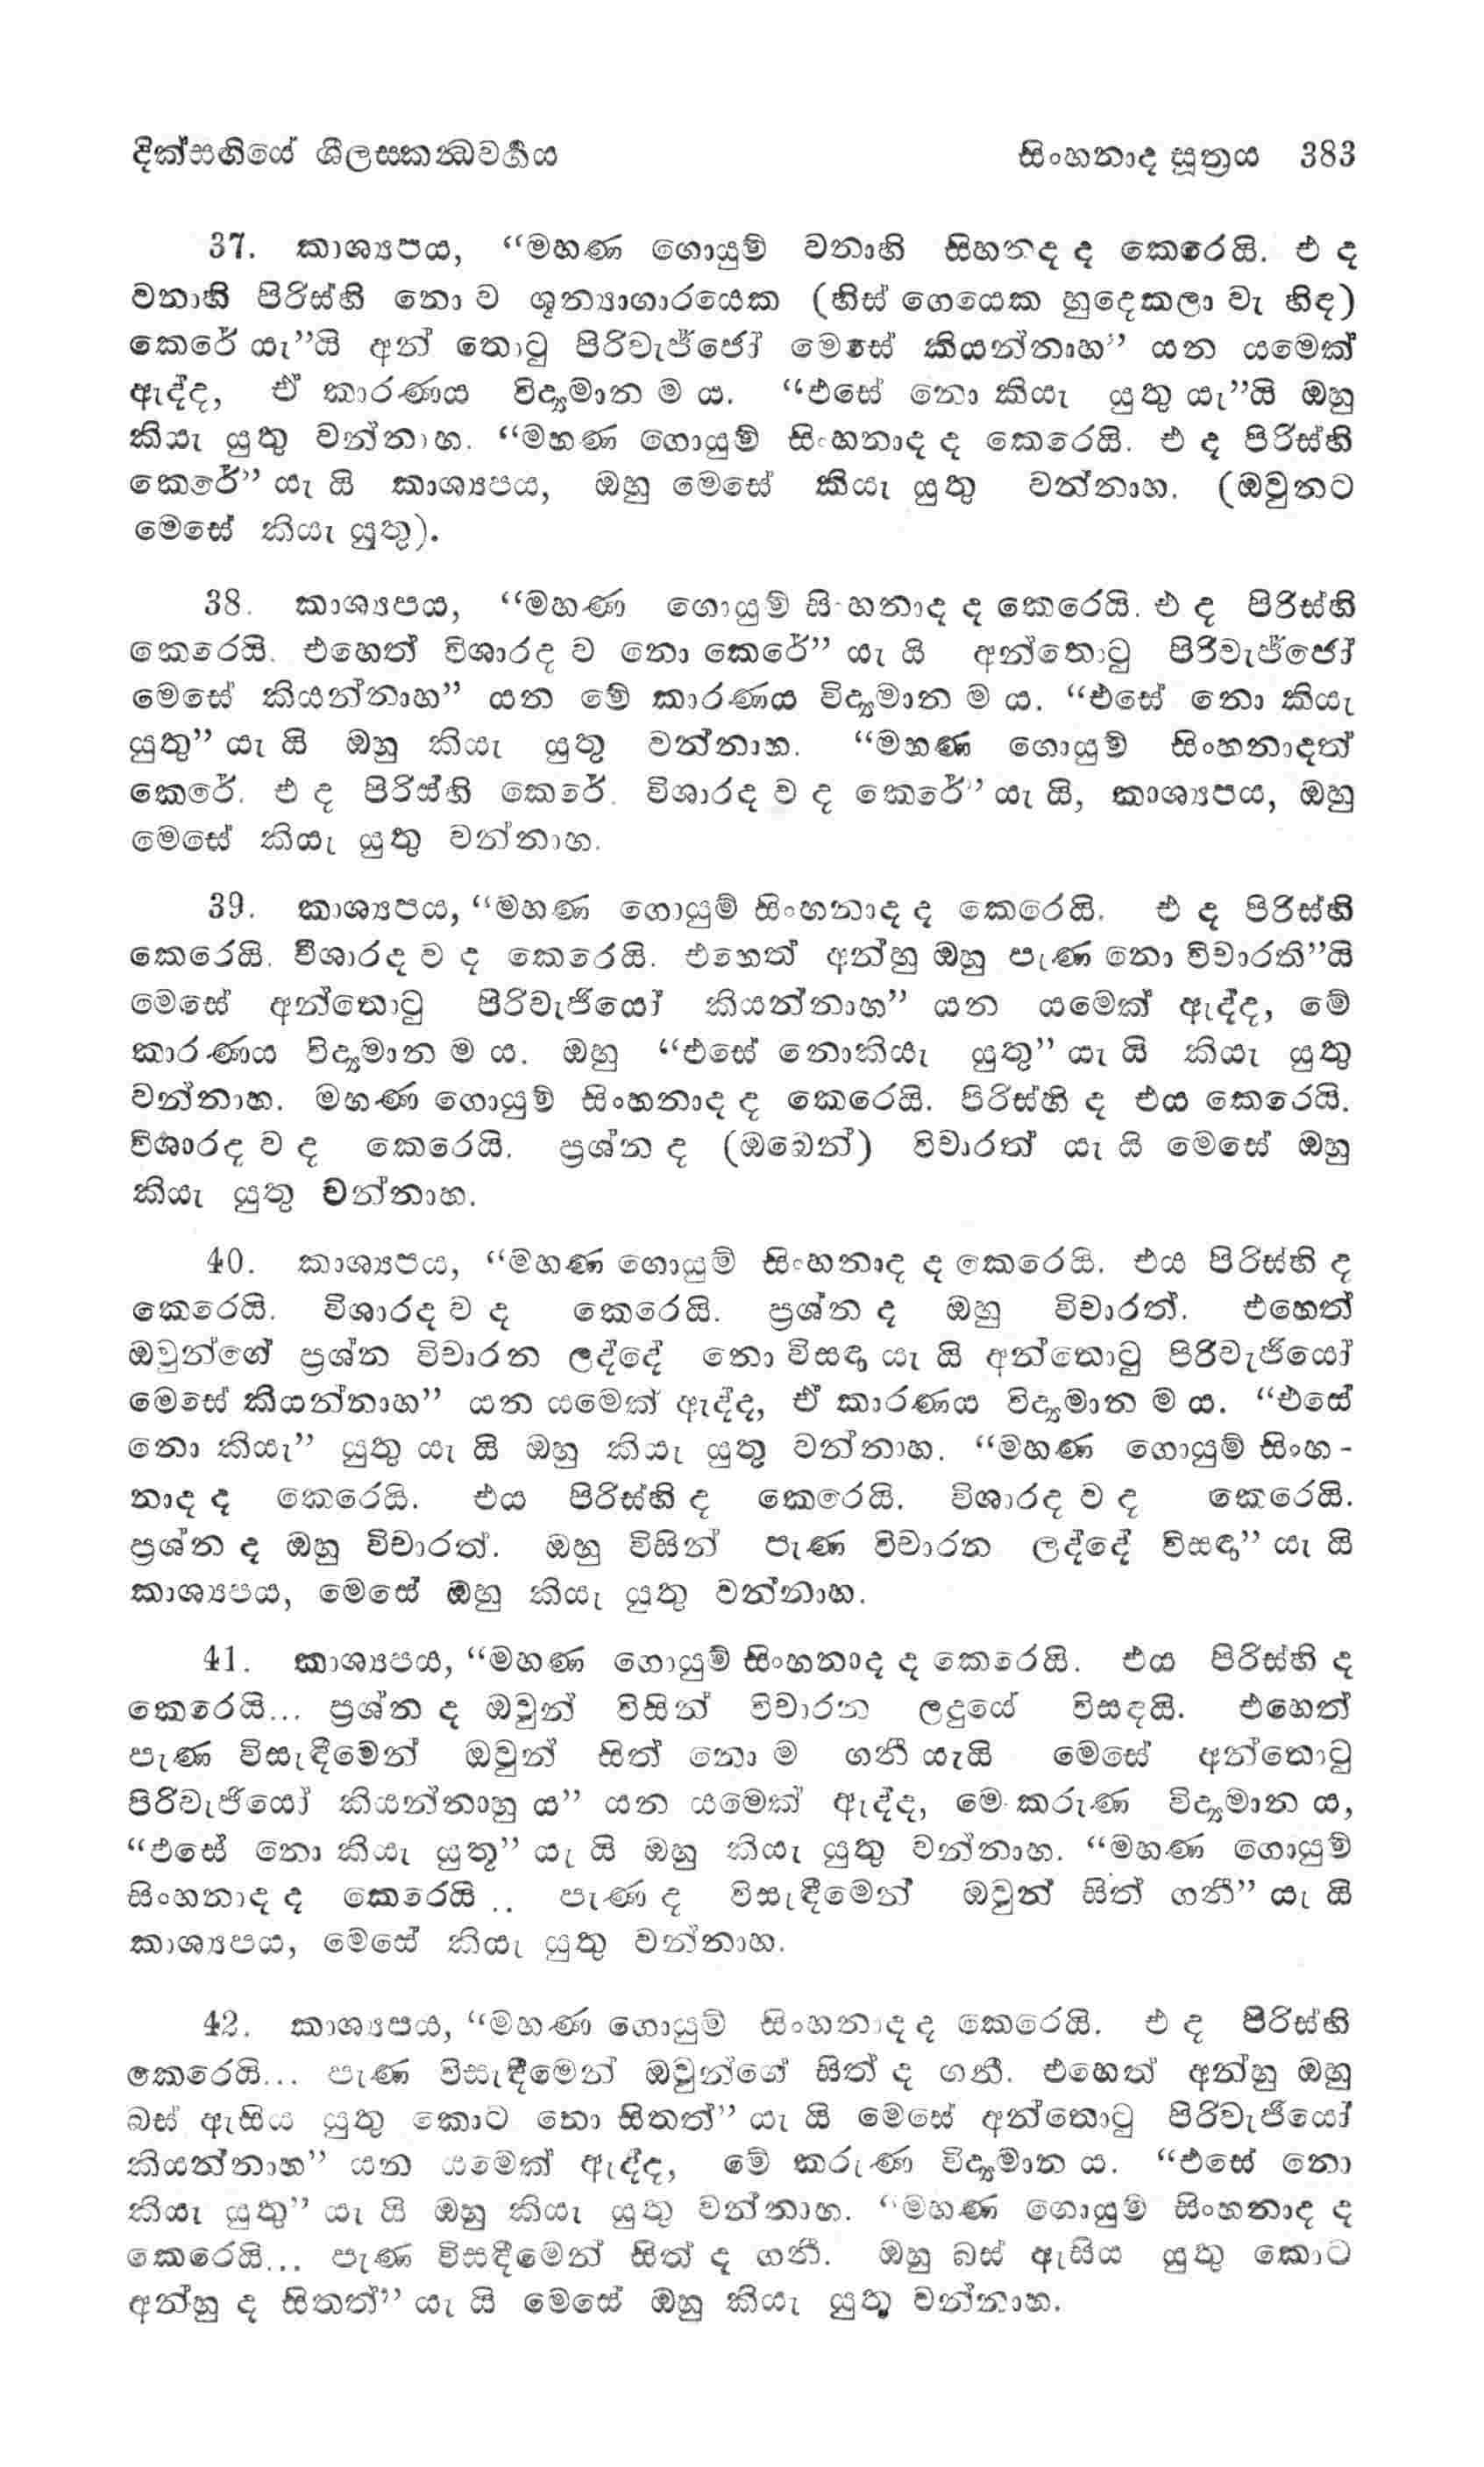 දික්සඟියේ ශීලසකන්‍ධවර්‍ගය සිංහනාද සූත්‍රය 383
37. කාශ්‍යපය, “මහණ ගොයුම් වනාහි සිහනද ද කෙරෙයි. එ ද
වනාහි පිරිස්හි නො ව ශූන්‍යාගාරයෙක (හිස් ගෙයෙක හුදෙකලා වැ හිඳ)
කෙරේ යැ”යි අන් තොටු පිරිවැජ්ජෝ මෙසේ කියන්නාහ” යන යමෙක්
ඇද්ද, ඒ කාරණය විද්‍යමාන ම ය. “එසේ නො කියැ යුතු යැ”යි ඔහු
කියැ යුතු වන්නාහ. “මහණ ගොයුම් සිංහනාද ද කෙරෙයි. එ ද පිරිස්හි
කෙරේ” යැ යි කාශ්‍යපය, ඔහු මෙසේ කියැ යුතු වන්නාහ. (ඔවුනට
මෙසේ කියැ යුතු).
38. කාශ්‍යපය, “මහණ ගොයුම් සිංහනාද ද කෙරෙයි. එ ද පිරිස්හි
කෙරෙයි. එහෙත් විශාරද ව නො කෙරේ” යැ යි අන්තොටු පිරිවැජ්ජෝ
මෙසේ කියන්නාහ” යන මේ කාරණය විද්‍යමාන ම ය. “එසේ නො කියැ
යුතු” යැ යි ඔහු කියැ යුතු වන්නාහ. “මහණ ගොයුම් සිංහනාදත්
කෙරේ. එ ද පිරිස්හි කෙරේ. විශාරද ව ද කෙරේ” යැ යි, කාශ්‍යපය, ඔහු
මෙසේ කියැ යුතු වන්නාහ.
39. කාශ්‍යපය, “මහණ ගොයුම් සිංහනාද ද කෙරෙයි. එ ද පිරිස්හි
කෙරෙයි. විශාරද ව ද කෙරෙයි. එහෙත් අන්හු ඔහු පැණ නො විචාරති”යි
මෙසේ අන්තොටු පිරිවැජියෝ කියන්නාහ” යන යමෙක් ඇද්ද, මේ
කාරණය විද්‍යමාන ම ය. ඔහු “එසේ නොකියැ යුතු” යැ යි කියැ යුතු
වන්නාහ. මහණ ගොයුම් සිංහනාද ද කෙරෙයි. පිරිස්හි ද එය කෙරෙයි.
විශාරද ව ද කෙරෙයි. ප්‍රශ්න ද (ඔබෙන්) විචාරත් යැ යි මෙසේ ඔහු
කියැ යුතු වන්නාහ.
40. කාශ්‍යපය, “මහණ ගොයුම් සිංහනාද ද කෙරෙයි. එය පිරිස්හි ද
කෙරෙයි. විශාරද ව ද කෙරෙයි. ප්‍රශ්න ද ඔහු විචාරත්. එහෙත්
ඔවුන්ගේ ප්‍රශ්න විචාරන ලද්දේ නො විසඳා යැ යි අන්තොටු පිරිවැජියෝ
මෙසේ කියන්නාහ” යන යමෙක් ඇද්ද, ඒ කාරණය විද්‍යමාන ම ය. “එසේ
නො කියැ” යුතු යැ යි ඔහු කියැ යුතු වන්නාහ. “මහණ ගොයුම් සිංහ-
නාද ද කෙරෙයි. එය පිරිස්හි ද කෙරෙයි. විශාරද ව ද කෙරෙයි.
ප්‍රශ්න ද ඔහු විචාරත්. ඔහු විසින් පැණ විචාරන ලද්දේ විසඳා” යැ යි
කාශ්‍යපය, මෙසේ ඔහු කියැ යුතු වන්නාහ.
41. කාශ්‍යපය, “මහණ ගොයුම් සිංහනාද ද කෙරෙයි. එය පිරිස්හි ද
කෙරෙයි... ප්‍රශ්න ද ඔවුන් විසින් විචාරන ලදුයේ විසඳයි. එහෙත්
පැණ විසැඳීමෙන් ඔවුන් සිත් නො ම ගනී යැයි මෙසේ අන්තොටු
පිරිවැජියෝ කියන්නාහු ය” යන යමෙක් ඇද්ද, මෙ කරුණ විද්‍යමාන ය,
“එසේ නො කියැ යුතු” යැ යි ඔහු කියැ යුතු වන්නාහ. “මහණ ගොයුම්
සිංහනාද ද කෙරෙයි .. පැණ ද විසැඳීමෙන් ඔවුන් සිත් ගනී” යැ යි
කාශ්‍යපය, මෙසේ කියැ යුතු වන්නාහ.
42. කාශ්‍යපය, “මහණ ගොයුම් සිංහනාද ද කෙරෙයි. එ ද පිරිස්හි
කෙරෙයි... පැණ විසැඳීමෙන් ඔවුන්ගේ සිත් ද ගනී. එහෙත් අන්හු ඔහු
බස් ඇසිය යුතු කොට නො සිතත්” යැ යි මෙසේ අන්තොටු පිරිවැජියෝ
කියන්නාහ” යන යමෙක් ඇද්ද, මේ කරුණ විද්‍යමාන ය. “එසේ නො
කියැ යුතු” යැ යි ඔහු කියැ යුතු වන්නාහ. “මහණ ගොයුම් සිංහනාද ද
කෙරෙයි... පැණ විසඳීමෙන් සිත් ද ගනී. ඔහු බස් ඇසිය යුතු කොට
අන්හු ද සිතත්” යැ යි මෙසේ ඔහු කියැ යුතු වන්නාහ.